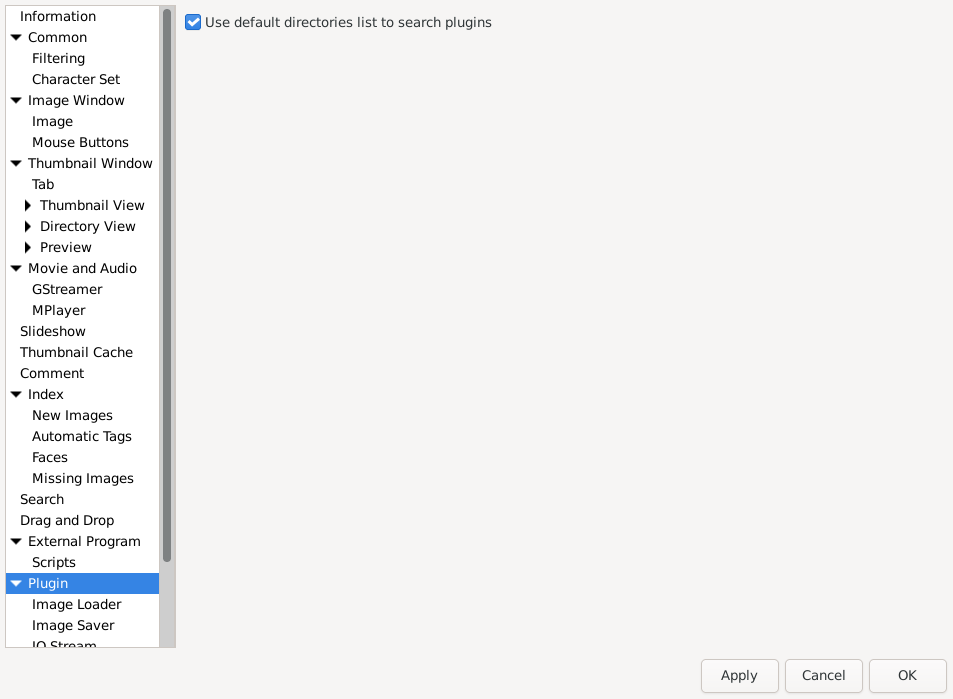 Information
Common
Filtering
Character Set
Image Window
Image
Mouse Buttons
Thumbnail Window
Tab
Thumbnail View
Directory View
Preview
Movie and Audio
GStreamer
MPlayer
Slideshow
Thumbnail Cache
Comment
Index
New Images
Automatic Tags
Faces
Missing Images
Search
Drag and Drop
External Program
Scripts
Plugin
Image Loader
Image Saver
IO Stream
Use default directories list to search plugins
Apply
Cancel
OK